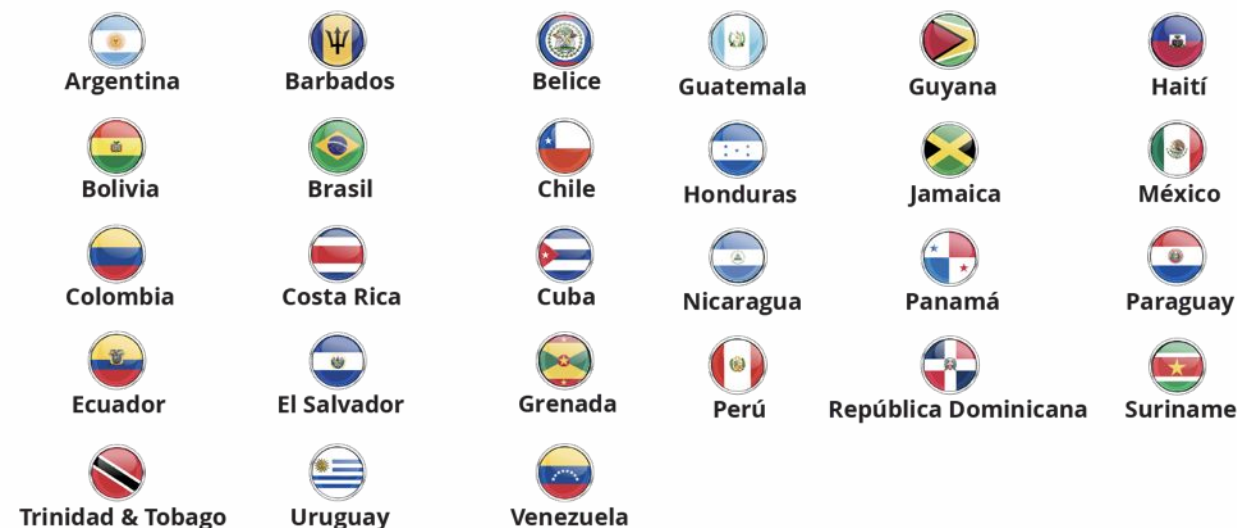 Argentina
Barbados
Belice
Guatemala
Guyana
Haití
Bolivia
Brasil
Chile
Honduras
Jamaica
México
Colombia
Costa Rica
Cuba
Nicaragua
Panamá
Paraguay
Ecuador
El Salvador
Grenada
Perú
República Dominicana
Suriname
Trinidad & Tobago
Uruguay
Venezuela